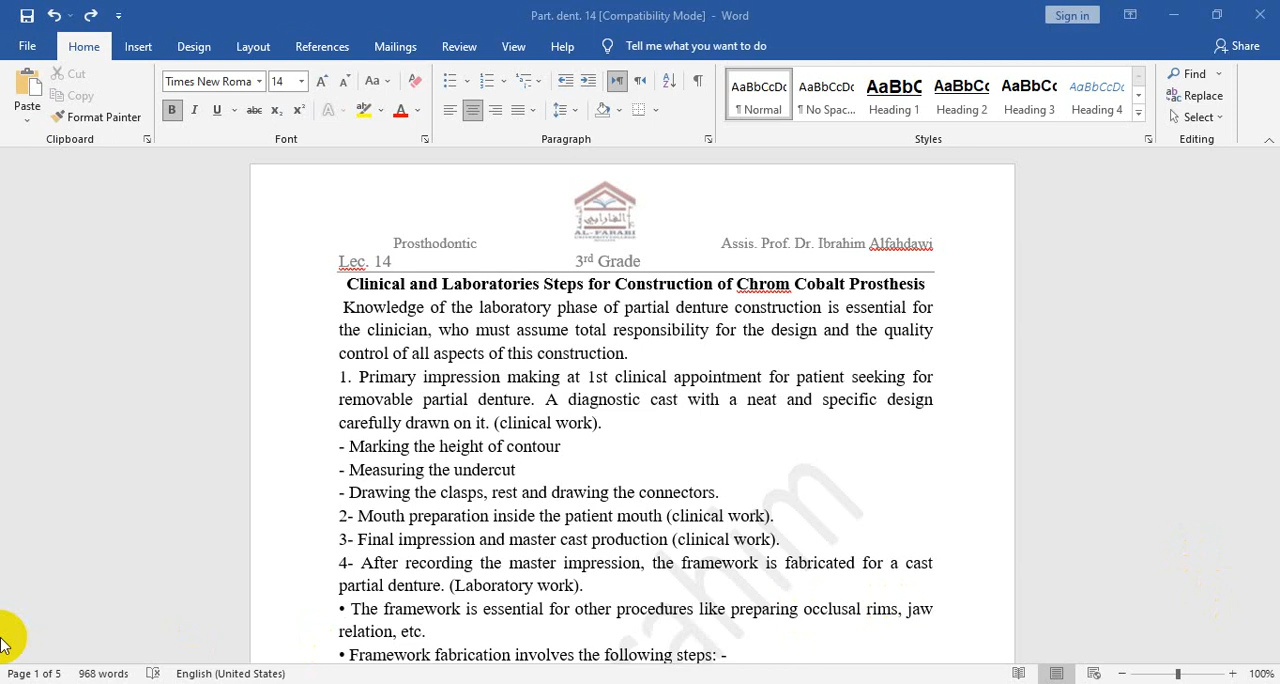 Part. dent. 14 [Compatibility Mode] - Word
Sign in
File Home Insert Design Layout References Mailings Review View Help Tell me what you want to do Share
Paste
Cut
Copy
Format Painter
Times New Roma 14
AaBbCcDc AaBbCcDc AaBbC AaBbCc AaBbCc AaBbCcDc
¶ Normal ¶ No Spac... Heading 1 Heading 2 Heading 3 Heading 4
Find
Replace
Select
Clipboard Font Paragraph Styles Editing
الفارابي
AL-FARABI
UNIVERSITY COLLEGE
Prosthodontic Assis. Prof. Dr. Ibrahim Alfahdawi
Lec. 14 3rd Grade
Clinical and Laboratories Steps for Construction of Chrom Cobalt Prosthesis
Knowledge of the laboratory phase of partial denture construction is essential for
the clinician, who must assume total responsibility for the design and the quality
control of all aspects of this construction.
1. Primary impression making at 1st clinical appointment for patient seeking for
removable partial denture. A diagnostic cast with a neat and specific design
carefully drawn on it. (clinical work).
- Marking the height of contour
- Measuring the undercut
- Drawing the clasps, rest and drawing the connectors.
2- Mouth preparation inside the patient mouth (clinical work).
3- Final impression and master cast production (clinical work).
4- After recording the master impression, the framework is fabricated for a cast
partial denture. (Laboratory work).
• The framework is essential for other procedures like preparing occlusal rims, jaw
relation, etc.
• Framework fabrication involves the following steps: -
Page 1 of 5 968 words English (United States) 100%